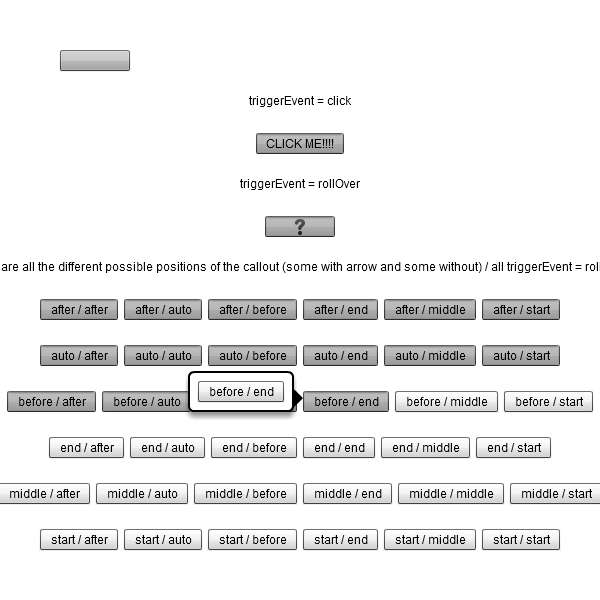 triggerEvent = click
CLICK ME!!!!
triggerEvent = rollOver
?
are all the different possible positions of the callout (some with arrow and some without) / all triggerEvent = roll
after / after after / auto after / before after / end after / middle after / start
auto / after auto / auto auto / before auto / end auto / middle auto / start
before / after before / auto before / end before / end before / middle before / start
end / after end / auto end / before end / end end / middle end / start
middle / after middle / auto middle / before middle / end middle / middle middle / start
start / after start / auto start / before start / end start / middle start / start